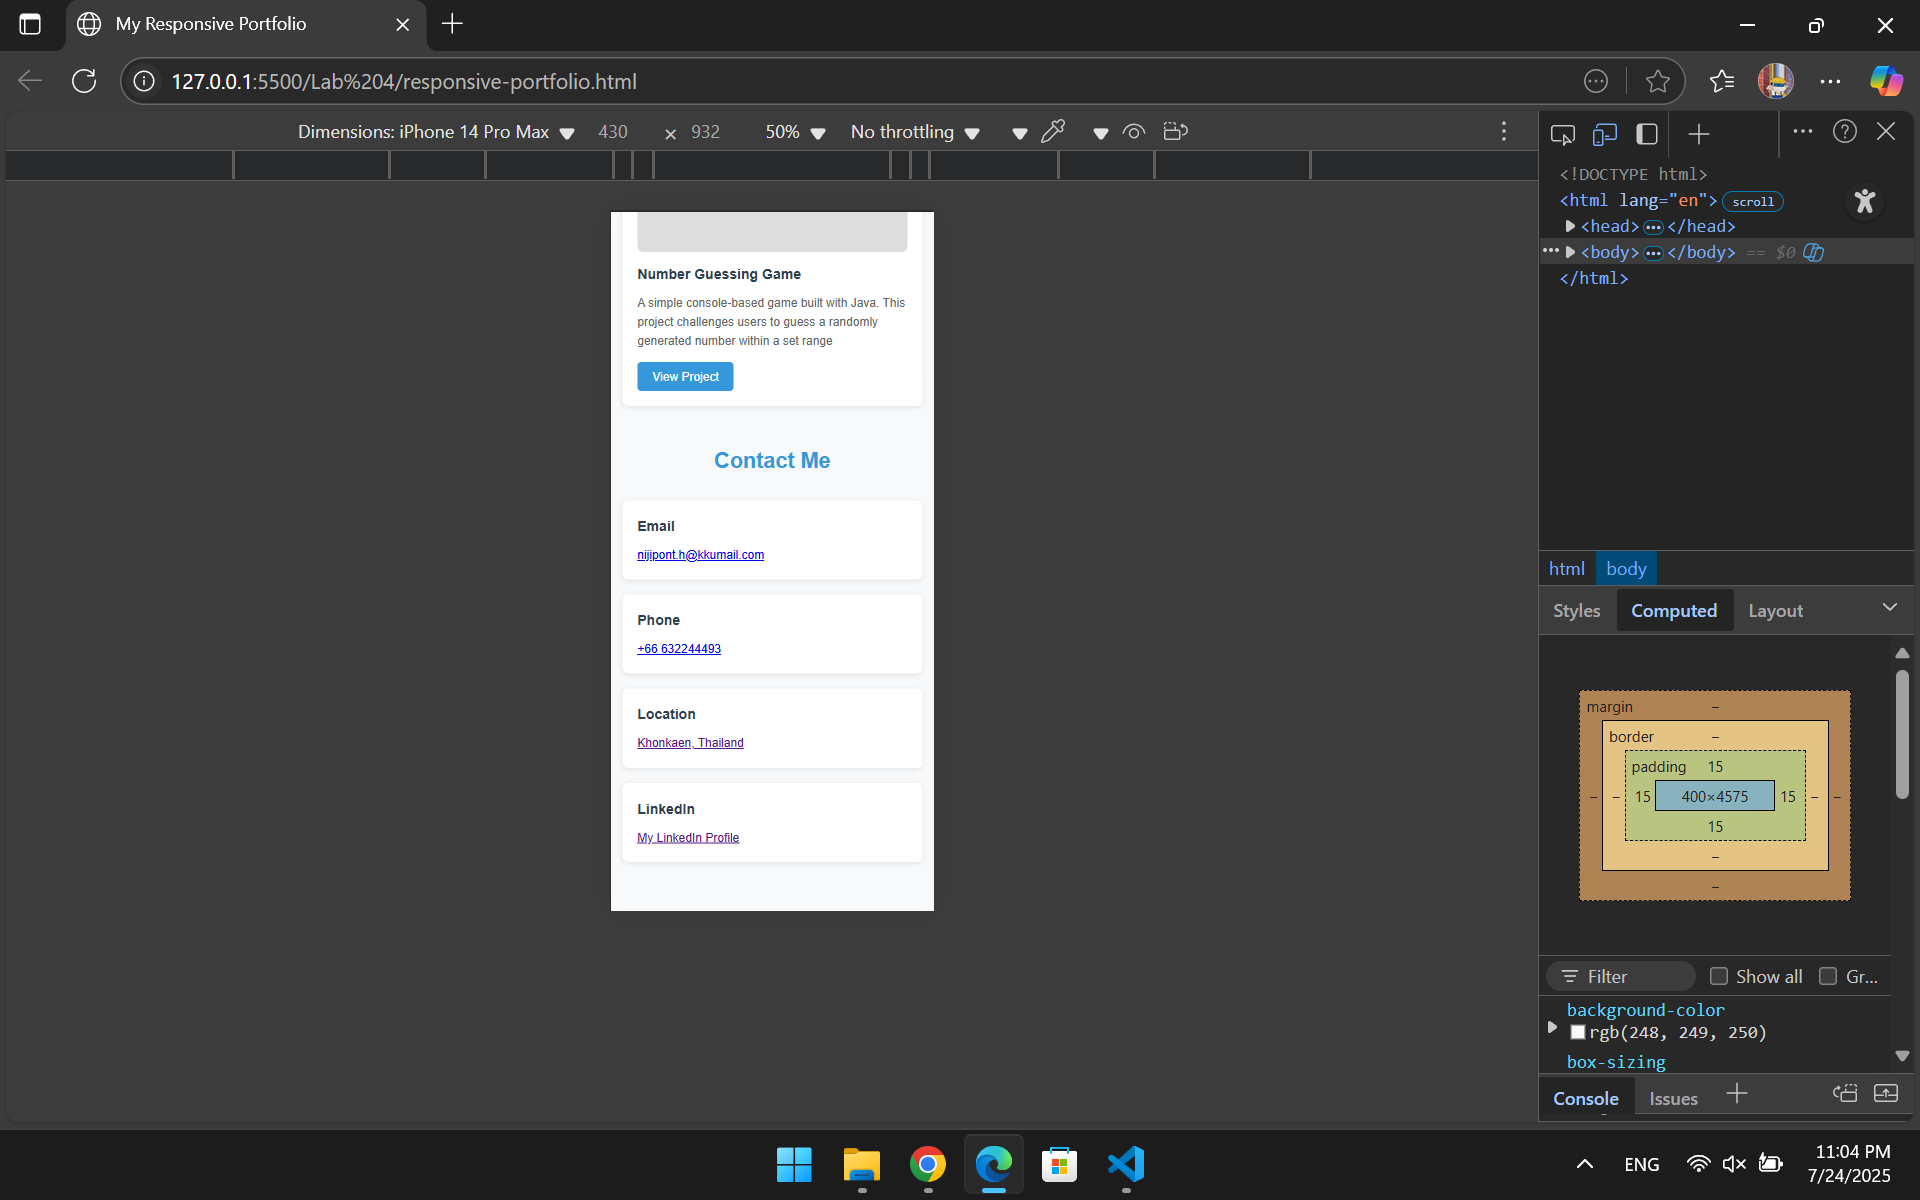 My Responsive Portfolio
127.0.0.1:5500/Lab%204/responsive-portfolio.html
Dimensions: iPhone 14 Pro Max 430 × 932 50% No throttling
Number Guessing Game
A simple console-based game built with Java. This
project challenges users to guess a randomly
generated number within a set range
View Project
Contact Me
Email
nijipont.h@kkumail.com
Phone
+66 632244493
Location
Khonkaen, Thailand
LinkedIn
My LinkedIn Profile
<!DOCTYPE html>
<html lang="en"> scroll
<head> ••• </head>
••• <body> ••• </body> == $0
</html>
html body
Styles Computed Layout
margin –
border –
padding 15
– – 15 400×4575 15 – –
15
–
–
Filter Show all Gr...
background-color
rgb(248, 249, 250)
box-sizing
Console Issues
ENG
11:04 PM
7/24/2025